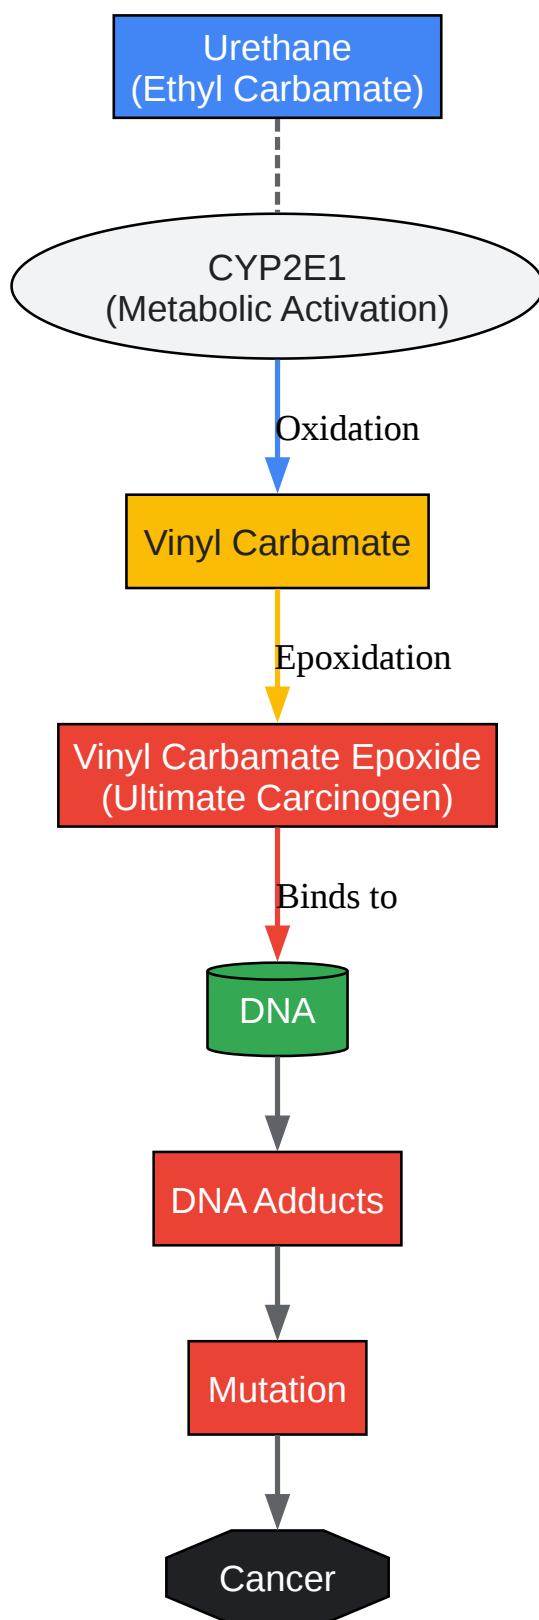 Urethane
(Ethyl Carbamate)
CYP2E1
(Metabolic Activation)
Oxidation
Vinyl Carbamate
Epoxidation
Vinyl Carbamate Epoxide
(Ultimate Carcinogen)
Binds to
DNA
DNA Adducts
Mutation
Cancer